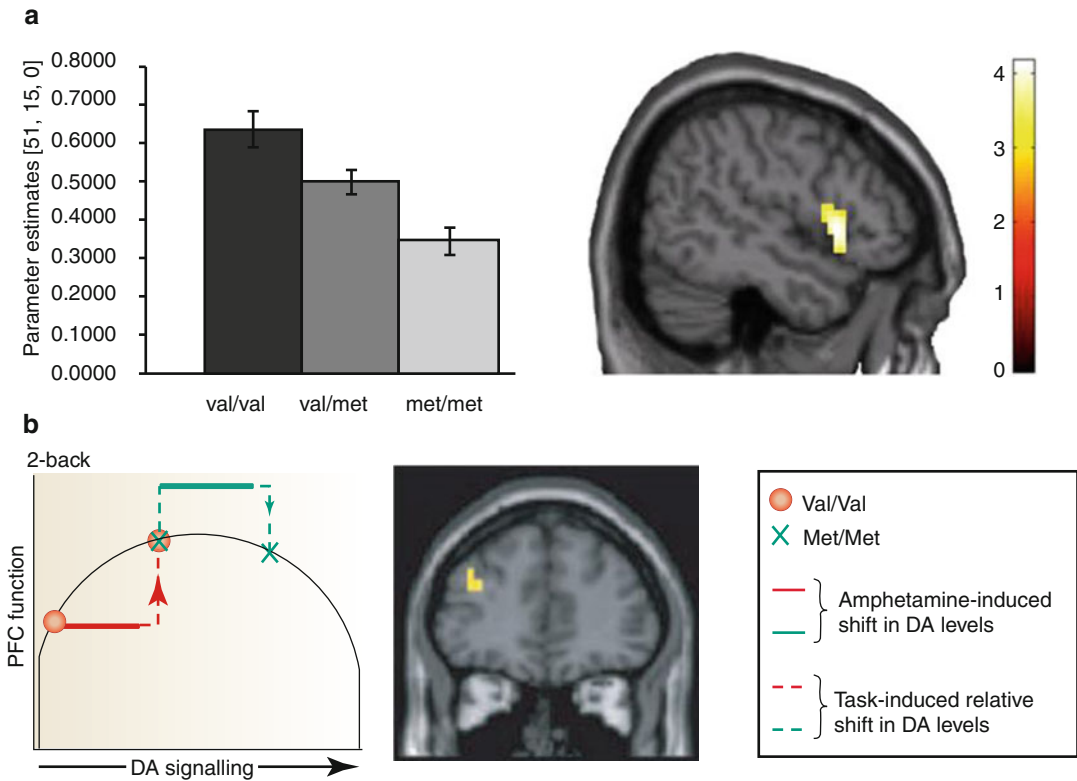 a
Parameter estimates [51, 15, 0]
0.8000
0.7000
0.6000
0.5000
0.4000
0.3000
0.2000
0.1000
0.0000
val/val
val/met
met/met
4
3
2
1
0
b
2-back
PFC function
DA signalling
Val/Val
Met/Met
Amphetamine-induced
shift in DA levels
Task-induced relative
shift in DA levels